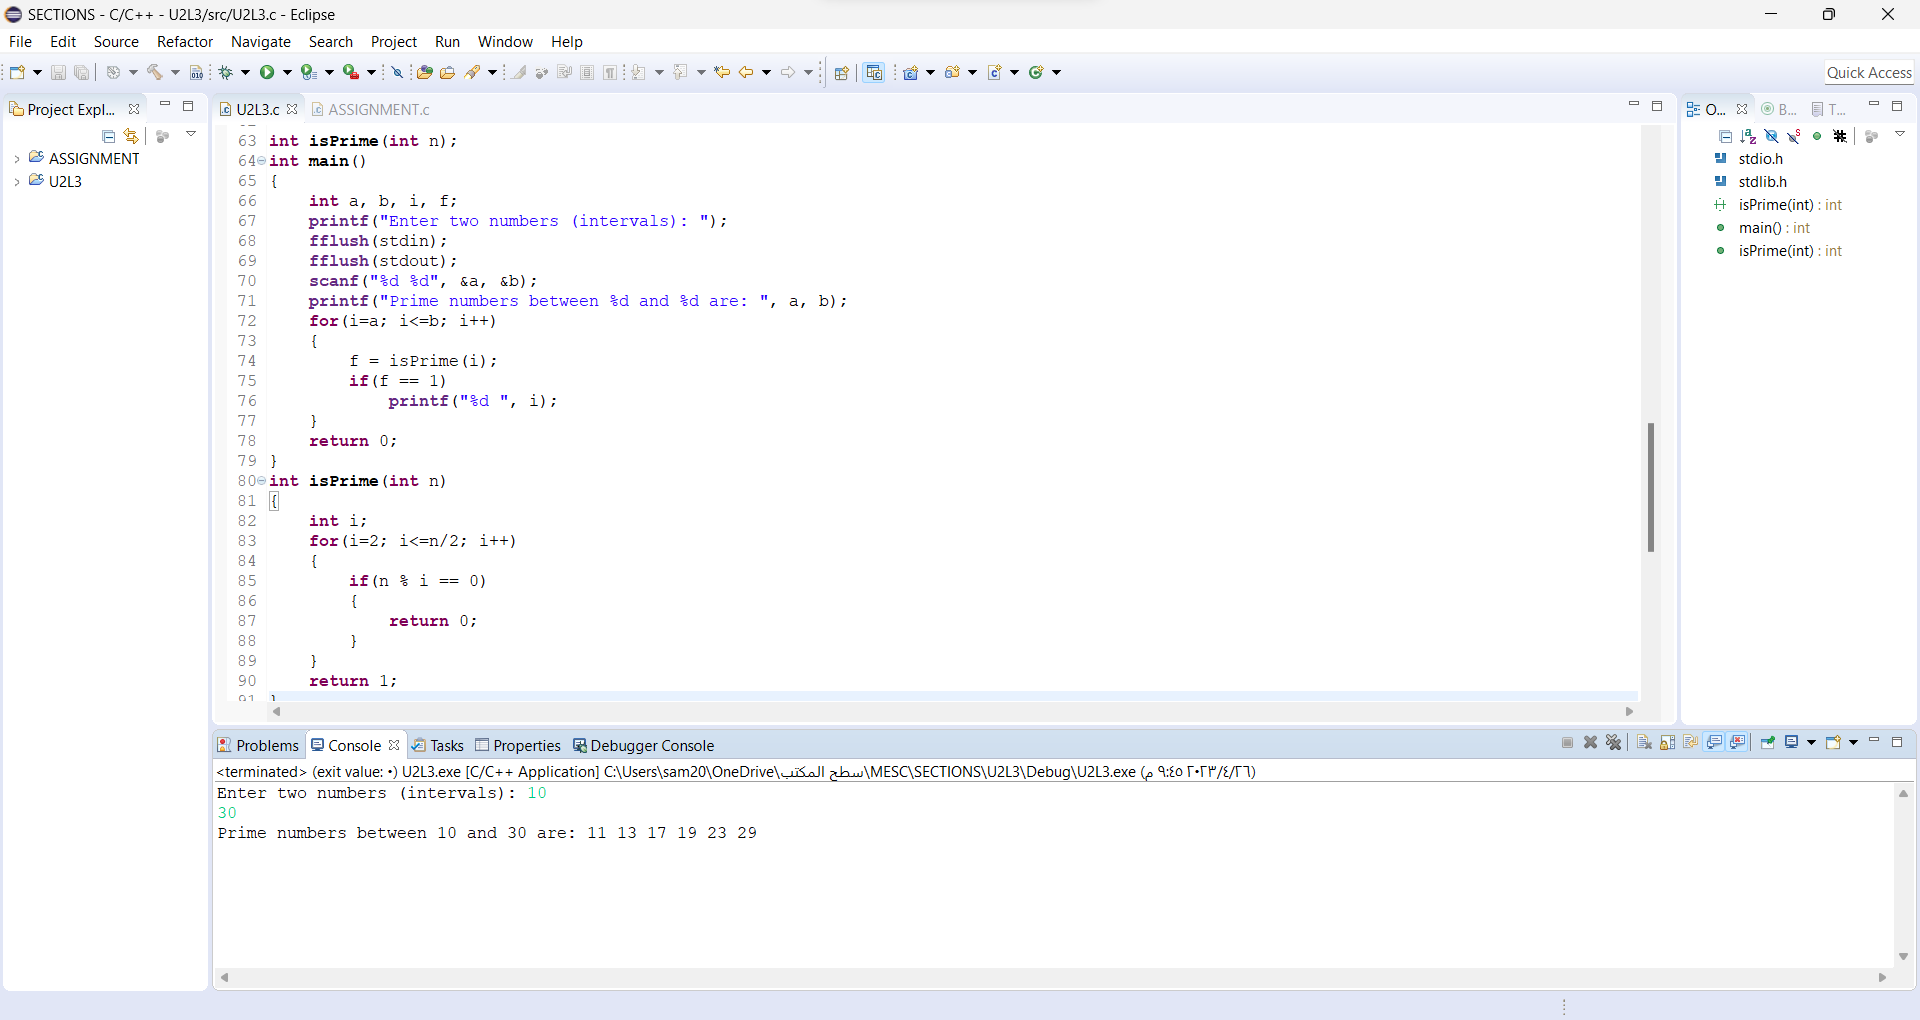 SECTIONS - C/C++ - U2L3/src/U2L3.c - Eclipse
File Edit Source Refactor Navigate Search Project Run Window Help
Quick Access
Project Expl...
ASSIGNMENT
U2L3
U2L3.c ASSIGNMENT.c
63 int isPrime(int n);
64 int main()
65 {
66 int a, b, i, f;
67 printf("Enter two numbers (intervals): ");
68 fflush(stdin);
69 fflush(stdout);
70 scanf("%d %d", &a, &b);
71 printf("Prime numbers between %d and %d are: ", a, b);
72 for(i=a; i<=b; i++)
73 {
74 f = isPrime(i);
75 if(f == 1)
76 printf("%d ", i);
77 }
78 return 0;
79 }
80 int isPrime(int n)
81 {
82 int i;
83 for(i=2; i<=n/2; i++)
84 {
85 if(n % i == 0)
86 {
87 return 0;
88 }
89 }
90 return 1;
91 }
O... B... T...
stdio.h
stdlib.h
isPrime(int) : int
main() : int
isPrime(int) : int
Problems Console Tasks Properties Debugger Console
<terminated> (exit value: ٠) U2L3.exe [C/C++ Application] C:\Users\sam20\OneDrive\سطح المكتب\MESC\SECTIONS\U2L3\Debug\U2L3.exe (٢٦/٤/٢٠٢٣ ٩:٤٥ م)
Enter two numbers (intervals): 10
30
Prime numbers between 10 and 30 are: 11 13 17 19 23 29